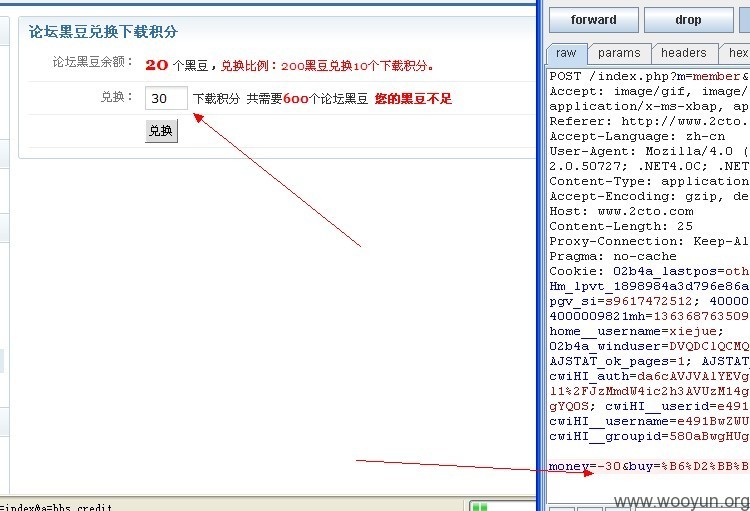 论坛黑豆兑换下载积分
论坛黑豆余额： 20 个黑豆，兑换比例：200黑豆兑换10个下载积分。
兑换： 30 下载积分 共需要600个论坛黑豆 您的黑豆不足
兑换
=index&a=bbs_credit
forward drop
raw params headers hex
POST /index.php?m=member&
Accept: image/gif, image/
application/x-ms-xbap, ap
Referer: http://www.2cto.
Accept-Language: zh-cn
User-Agent: Mozilla/4.0 (
2.0.50727; .NET4.0C; .NET
Content-Type: application
Accept-Encoding: gzip, de
Host: www.2cto.com
Content-Length: 25
Proxy-Connection: Keep-Al
Pragma: no-cache
Cookie: 02b4a_lastpos=oth
Hm_lpvt_1898984a3d796e86a
pgv_si=s9617472512; 40000
4000009821mh=136368763509
home__username=xiejue;
02b4a_winduser=DVQDClQCMQ
AJSTAT_ok_pages=1; AJSTAT_
cwiHI_auth=da6cAVJVAlYEVg
l1%2FJzMmdW4ic2h3AVUzM14g
gYQOS; cwiHI__userid=e491
cwiHI__username=e491BwZWU
cwiHI__groupid=580aBwgHUg
money=-30&buy=%B6%D2%BB%B
www.wooyun.org